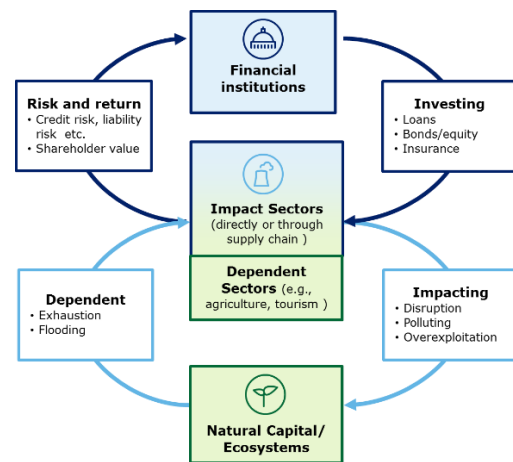 Financial
institutions
Risk and return
• Credit risk, liability
risk etc.
• Shareholder value
Investing
• Loans
• Bonds/equity
• Insurance
Impact Sectors
(directly or through
supply chain )
Dependent
Sectors (e.g.,
agriculture, tourism )
Dependent
• Exhaustion
• Flooding
Impacting
• Disruption
• Polluting
• Overexploitation
Natural Capital/
Ecosystems